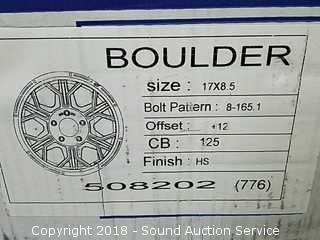 BOULDER
size : 17X8.5
Bolt Pattern : 8-165.1
Offset : +12
CB : 125
Finish : HS
508202 (776)
Copyright 2018 - Sound Auction Service